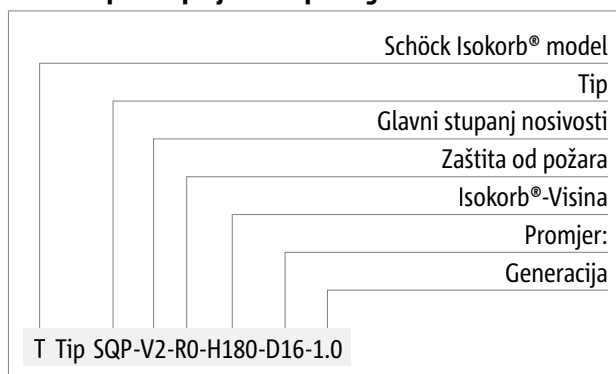 Schöck Isokorb® model
Tip
Glavni stupanj nosivosti
Zaštita od požara
Isokorb®-Visina
Promjer:
Generacija
T Tip SQP-V2-R0-H180-D16-1.0